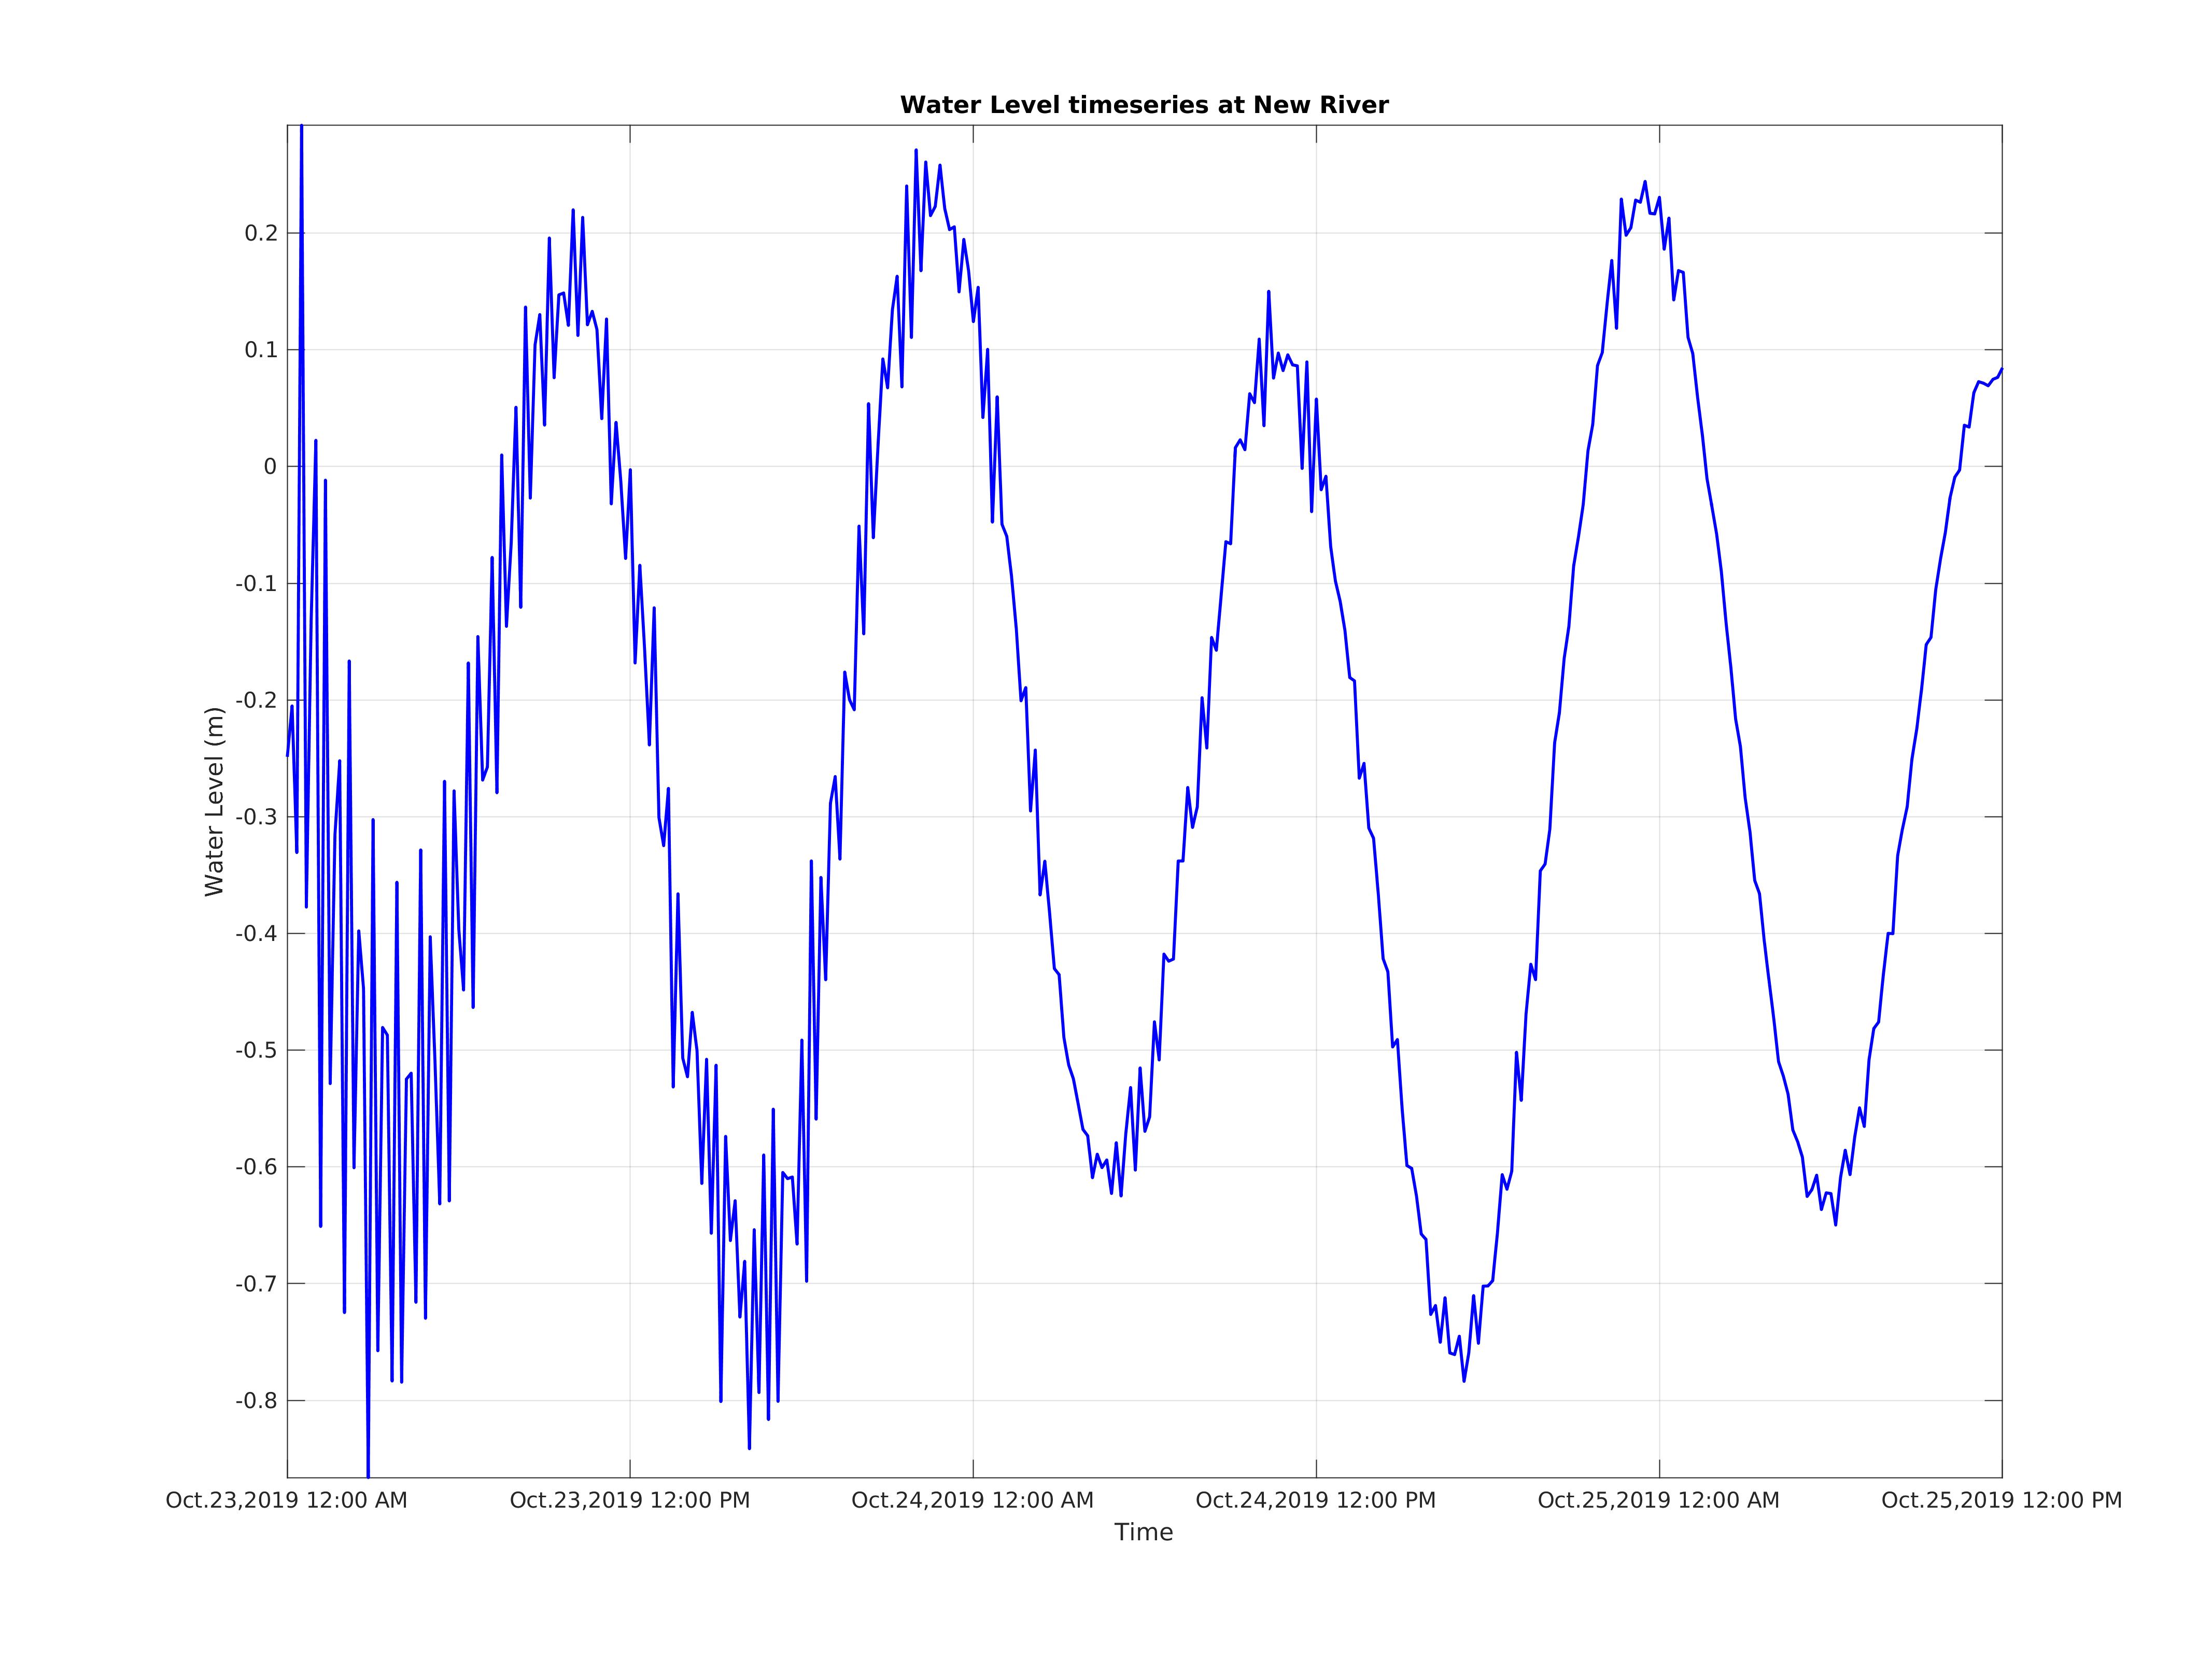 Water Level timeseries at New River
0.2
0.1
0
-0.1
-0.2
-0.3
-0.4
-0.5
-0.6
-0.7
-0.8
Water Level (m)
Oct.23,2019 12:00 AM
Oct.23,2019 12:00 PM
Oct.24,2019 12:00 AM
Oct.24,2019 12:00 PM
Oct.25,2019 12:00 AM
Oct.25,2019 12:00 PM
Time